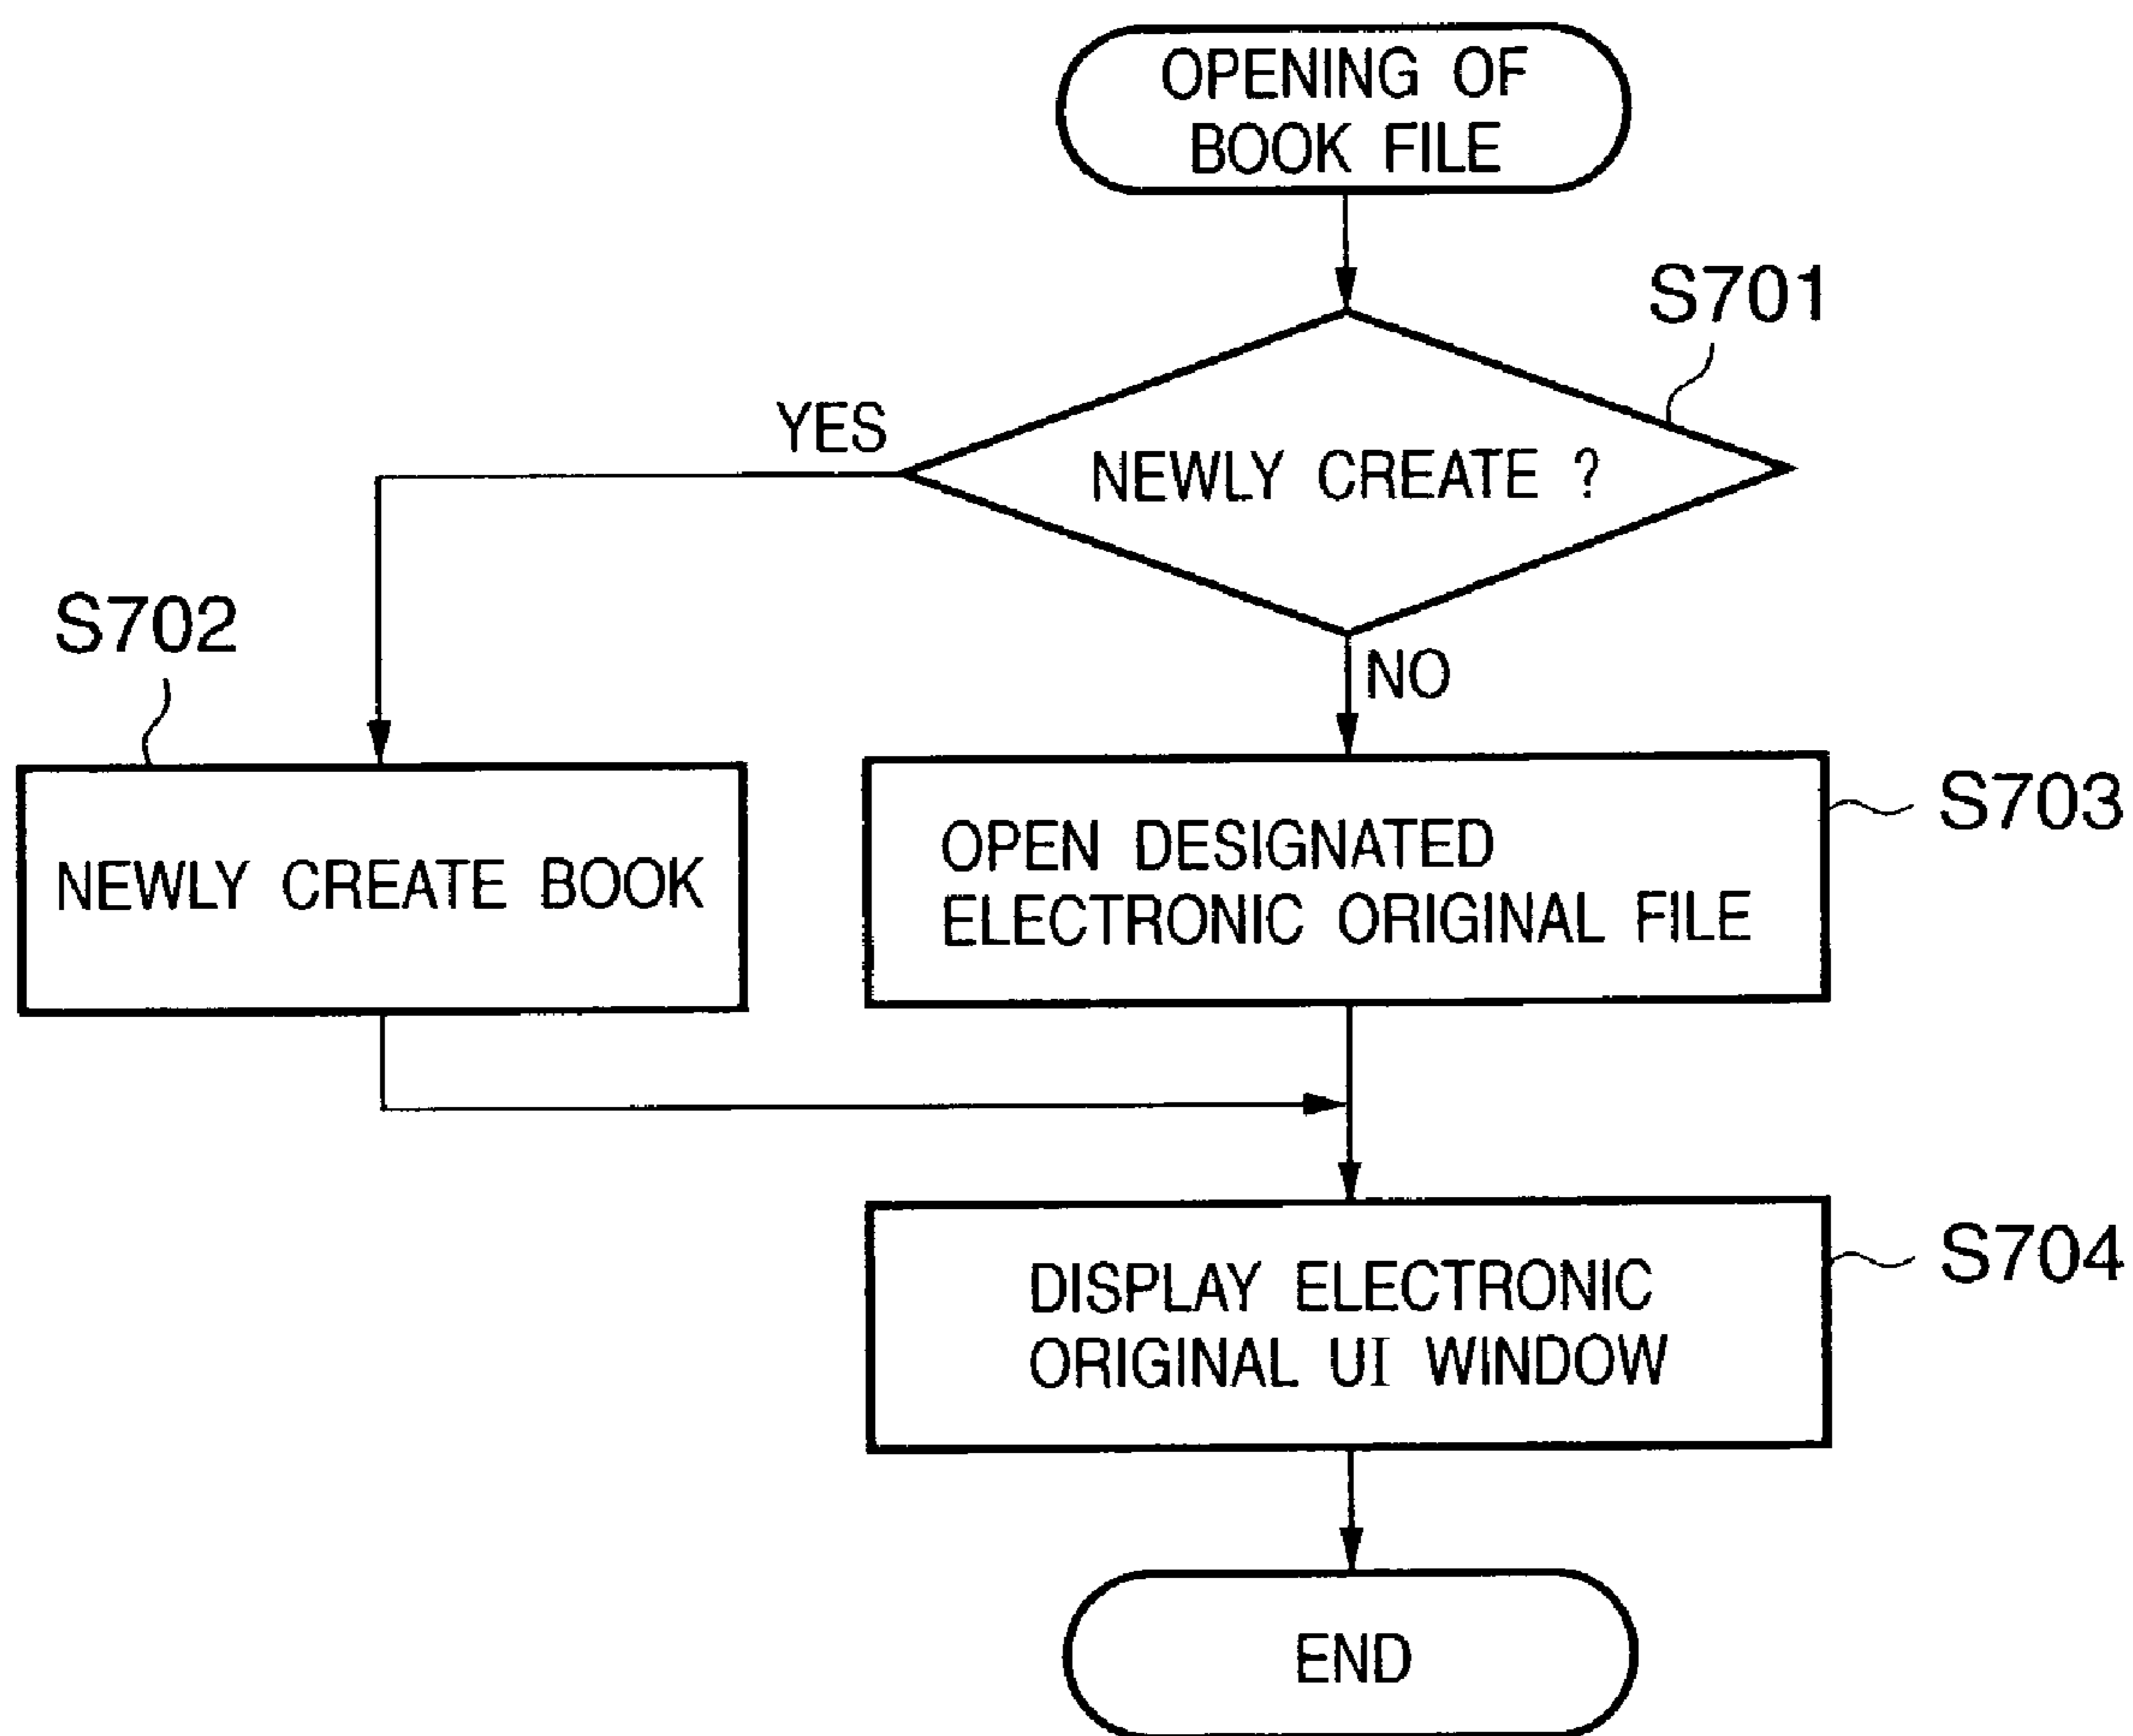 OPENING OF
BOOK FILE
S701
YES
NEWLY CREATE ?
S702
NO
NEWLY CREATE BOOK
OPEN DESIGNATED
ELECTRONIC ORIGINAL FILE
S703
DISPLAY ELECTRONIC
ORIGINAL UI WINDOW
S704
END